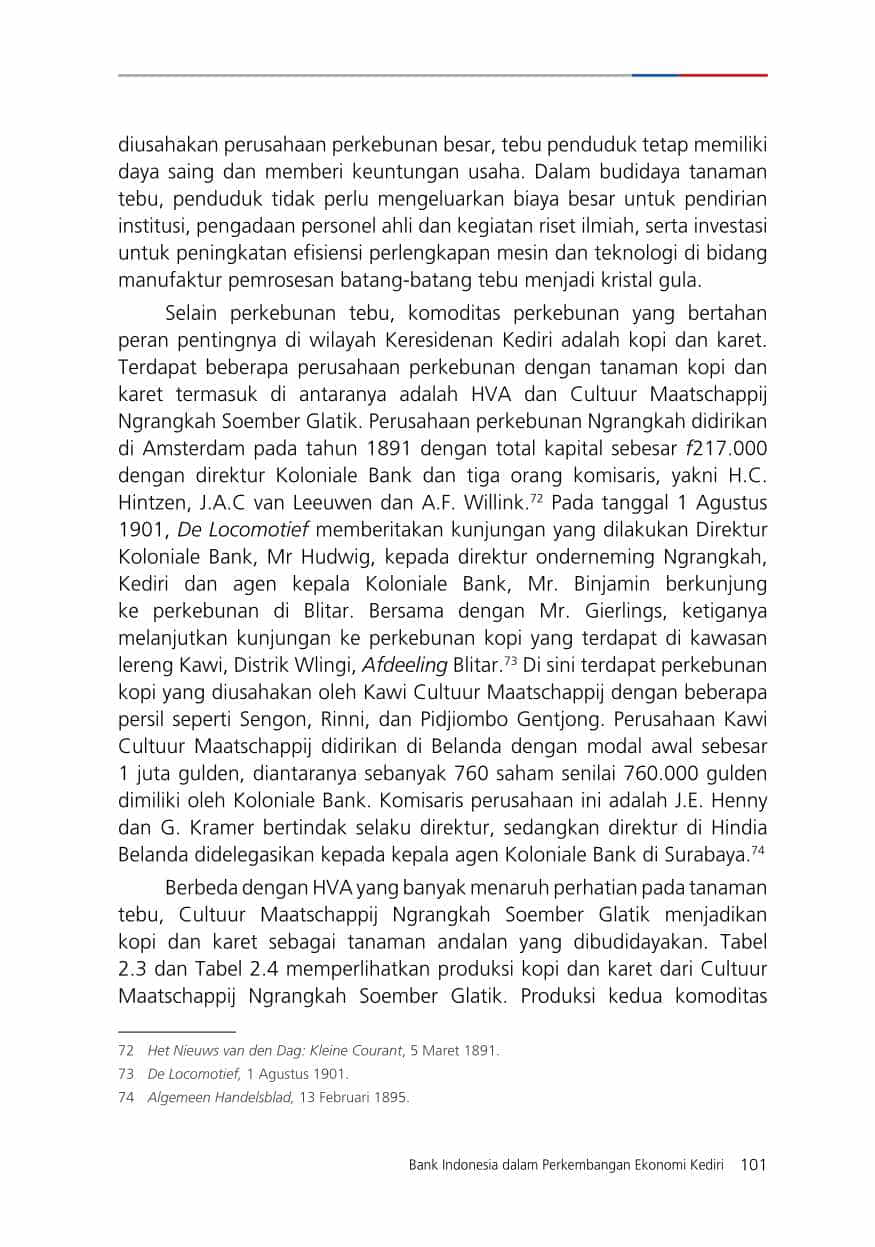 diusahakan perusahaan perkebunan besar, tebu penduduk tetap memiliki
daya saing dan memberi keuntungan usaha. Dalam budidaya tanaman
tebu, penduduk tidak perlu mengeluarkan biaya besar untuk pendirian
institusi, pengadaan personel ahli dan kegiatan riset ilmiah, serta investasi
untuk peningkatan efisiensi perlengkapan mesin dan teknologi di bidang
manufaktur pemrosesan batang-batang tebu menjadi kristal gula.
Selain perkebunan tebu, komoditas perkebunan yang bertahan
peran pentingnya di wilayah Keresidenan Kediri adalah kopi dan karet.
Terdapat beberapa perusahaan perkebunan dengan tanaman kopi dan
karet termasuk di antaranya adalah HVA dan Cultuur Maatschappij
Ngrangkah Soember Glatik. Perusahaan perkebunan Ngrangkah didirikan
di Amsterdam pada tahun 1891 dengan total kapital sebesar f217.000
dengan direktur Koloniale Bank dan tiga orang komisaris, yakni H.C.
Hintzen, J.A.C van Leeuwen dan A.F. Willink.72 Pada tanggal 1 Agustus
1901, De Locomotief memberitakan kunjungan yang dilakukan Direktur
Koloniale Bank, Mr Hudwig, kepada direktur onderneming Ngrangkah,
Kediri dan agen kepala Koloniale Bank, Mr. Binjamin berkunjung
ke perkebunan di Blitar. Bersama dengan Mr. Gierlings, ketiganya
melanjutkan kunjungan ke perkebunan kopi yang terdapat di kawasan
lereng Kawi, Distrik Wlingi, Afdeeling Blitar.73 Di sini terdapat perkebunan
kopi yang diusahakan oleh Kawi Cultuur Maatschappij dengan beberapa
persil seperti Sengon, Rinni, dan Pidjiombo Gentjong. Perusahaan Kawi
Cultuur Maatschappij didirikan di Belanda dengan modal awal sebesar
1 juta gulden, diantaranya sebanyak 760 saham senilai 760.000 gulden
dimiliki oleh Koloniale Bank. Komisaris perusahaan ini adalah J.E. Henny
dan G. Kramer bertindak selaku direktur, sedangkan direktur di Hindia
Belanda didelegasikan kepada kepala agen Koloniale Bank di Surabaya.74
Berbeda dengan HVA yang banyak menaruh perhatian pada tanaman
tebu, Cultuur Maatschappij Ngrangkah Soember Glatik menjadikan
kopi dan karet sebagai tanaman andalan yang dibudidayakan. Tabel
2.3 dan Tabel 2.4 memperlihatkan produksi kopi dan karet dari Cultuur
Maatschappij Ngrangkah Soember Glatik. Produksi kedua komoditas
72 Het Nieuws van den Dag: Kleine Courant, 5 Maret 1891.
73 De Locomotief, 1 Agustus 1901.
74 Algemeen Handelsblad, 13 Februari 1895.
Bank Indonesia dalam Perkembangan Ekonomi Kediri 101